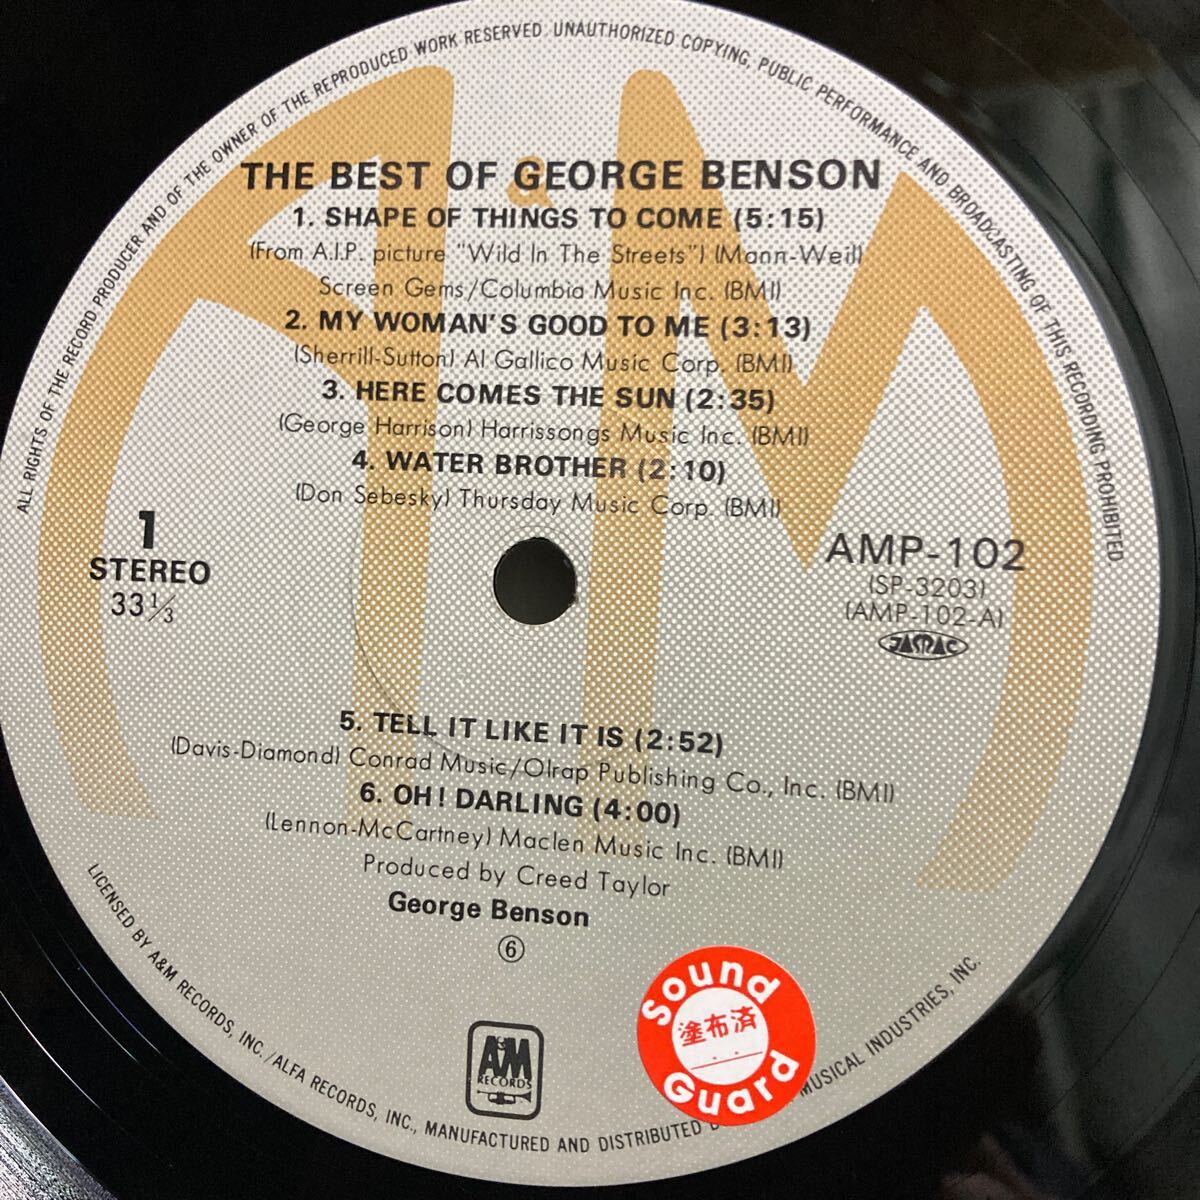 ALL RIGHTS OF THE RECORD PRODUCER AND OF THE OWNER OF THE REPRODUCED WORK RESERVED UNAUTHORIZED COPYING, PUBLIC PERFORMANCE AND BROADCASTING OF THIS RECORDING PROHIBITED
THE BEST OF GEORGE BENSON
1. SHAPE OF THINGS TO COME (5:15)
(From A.I.P. picture "Wild In The Streets") (Mann-Weil)
Screen Gems/Columbia Music Inc. (BMI)
2. MY WOMAN'S GOOD TO ME (3:13)
(Sherrill-Sutton) Al Gallico Music Corp. (BMI)
3. HERE COMES THE SUN (2:35)
(George Harrison) Harrissongs Music Inc. (BMI)
4. WATER BROTHER (2:10)
(Don Sebesky) Thursday Music Corp. (BMI)
1
STEREO
33⅓
AMP-102
(SP-3203)
(AMP-102-A)
JASRAC
5. TELL IT LIKE IT IS (2:52)
(Davis-Diamond) Conrad Music/Olrap Publishing Co., Inc. (BMI)
6. OH! DARLING (4:00)
(Lennon-McCartney) Maclen Music Inc. (BMI)
Produced by Creed Taylor
George Benson
⑥
A&M
RECORDS
Sound
塗布済
Guard
LICENSED BY A&M RECORDS, INC./ALFA RECORDS, INC., MANUFACTURED AND DISTRIBUTED MUSICAL INDUSTRIES, INC.